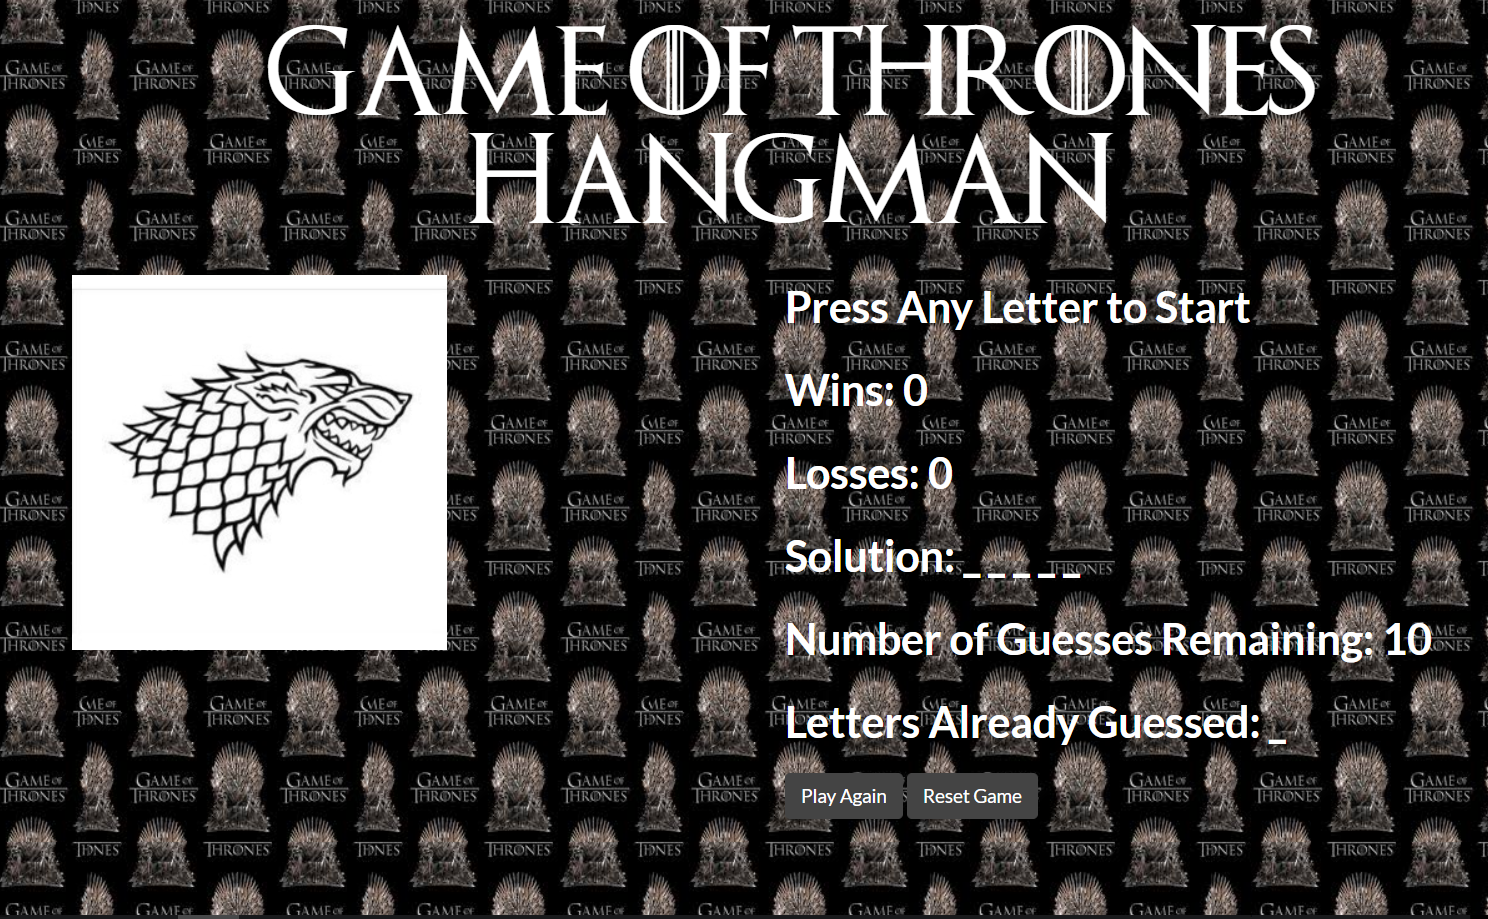 GAME OF THRONES
HANGMAN
Press Any Letter to Start
Wins: 0
Losses: 0
Solution: _ _ _ _ _
Number of Guesses Remaining: 10
Letters Already Guessed: _
Play Again Reset Game